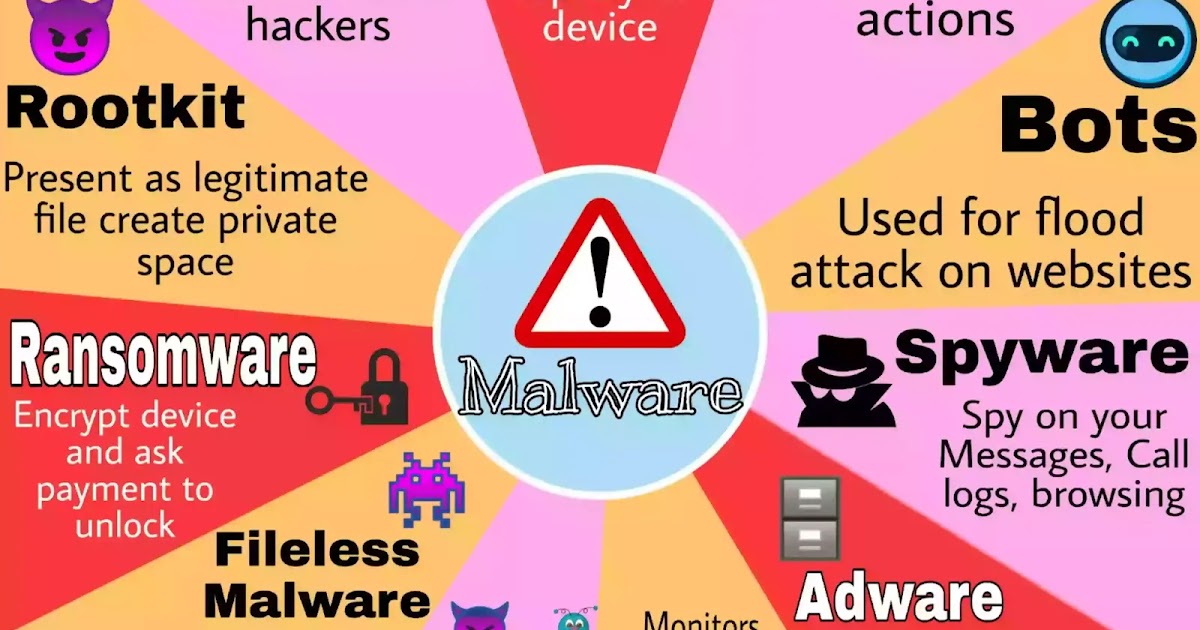 hackers
device
actions
Rootkit
Present as legitimate
file create private
space
Bots
Used for flood
attack on websites
Malware
Ransomware
Encrypt device
and ask
payment to
unlock
Spyware
Spy on your
Messages, Call
logs, browsing
Fileless
Malware
Adware
Monitors